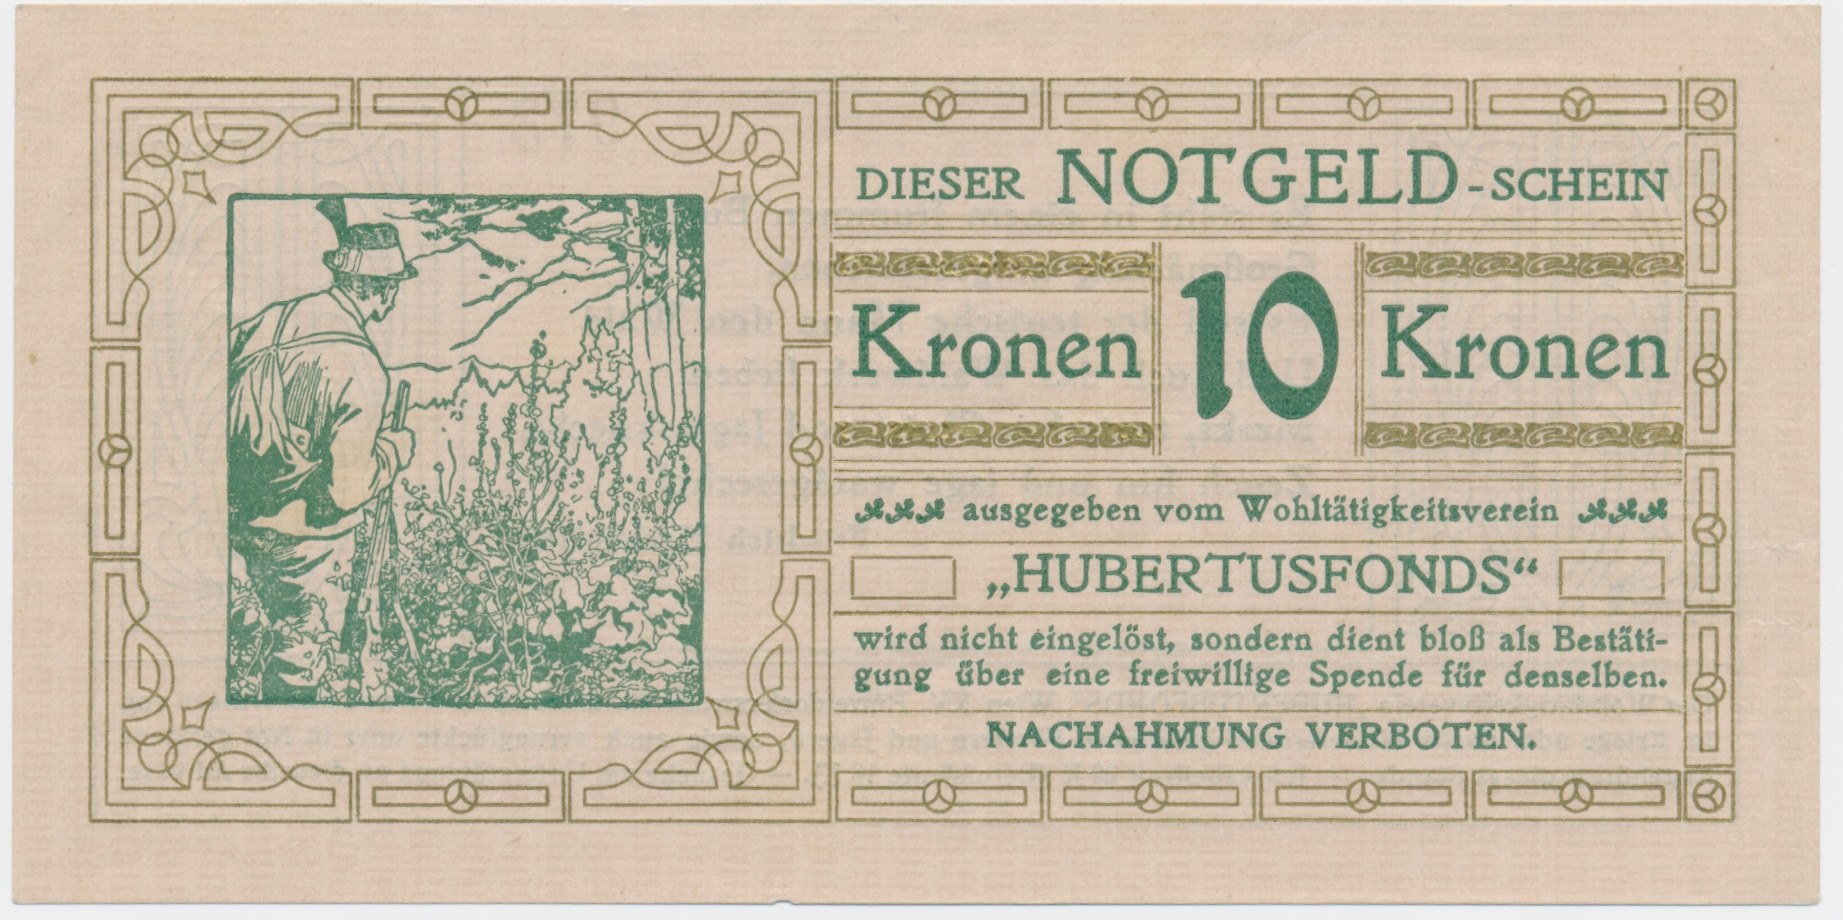 DIESER NOTGELD-SCHEIN
Kronen 10 Kronen
ausgegeben vom Wohltätigkeitsverein
„HUBERTUSFONDS“
wird nicht eingelöst, sondern dient bloß als Bestäti-
gung über eine freiwillige Spende für denselben.
NACHAHMUNG VERBOTEN.